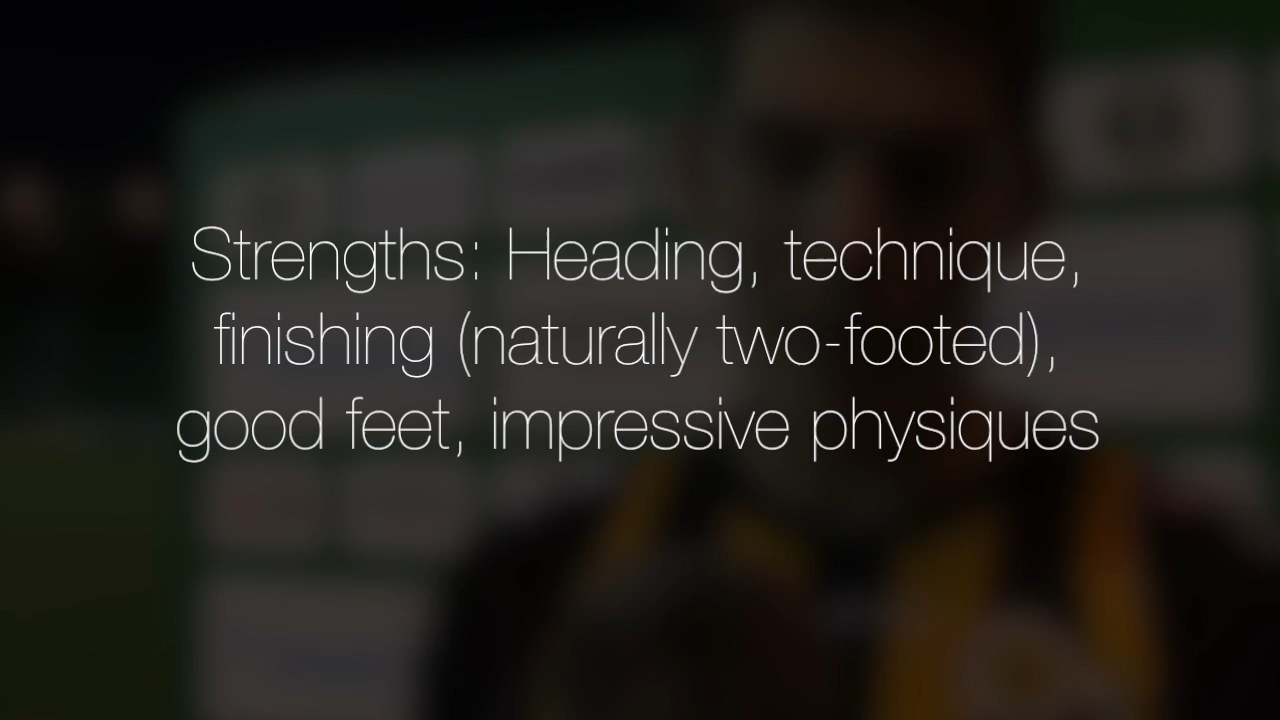 Strengths: Heading, technique,
finishing (naturally two-footed),
good feet, impressive physiques